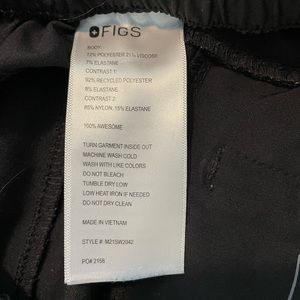 FIGS
BODY:
72% POLYESTER 21% VISCOSE
7% ELASTANE
CONTRAST 1:
92% RECYCLED POLYESTER
8% ELASTANE
CONTRAST 2:
85% NYLON, 15% ELASTANE
100% AWESOME
TURN GARMENT INSIDE OUT
MACHINE WASH COLD
WASH WITH LIKE COLORS
DO NOT BLEACH
TUMBLE DRY LOW
LOW HEAT IRON IF NEEDED
DO NOT DRY CLEAN
MADE IN VIETNAM
STYLE #: M21SW2042
PO# 2156